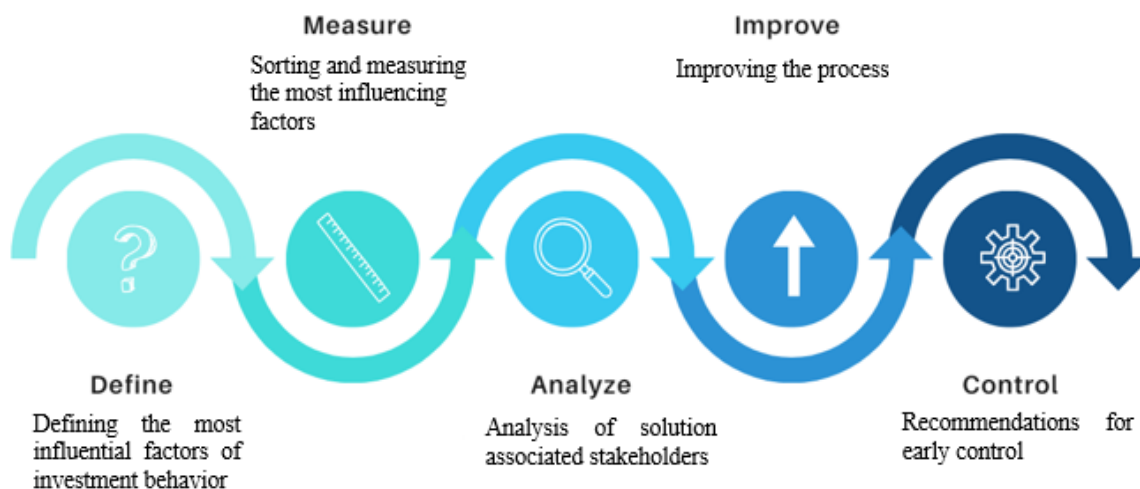 Measure
Sorting and measuring
the most influencing
factors
Improve
Improving the process
Define
Defining the most
influential factors of
investment behavior
Analyze
Analysis of solution
associated stakeholders
Control
Recommendations for
early control